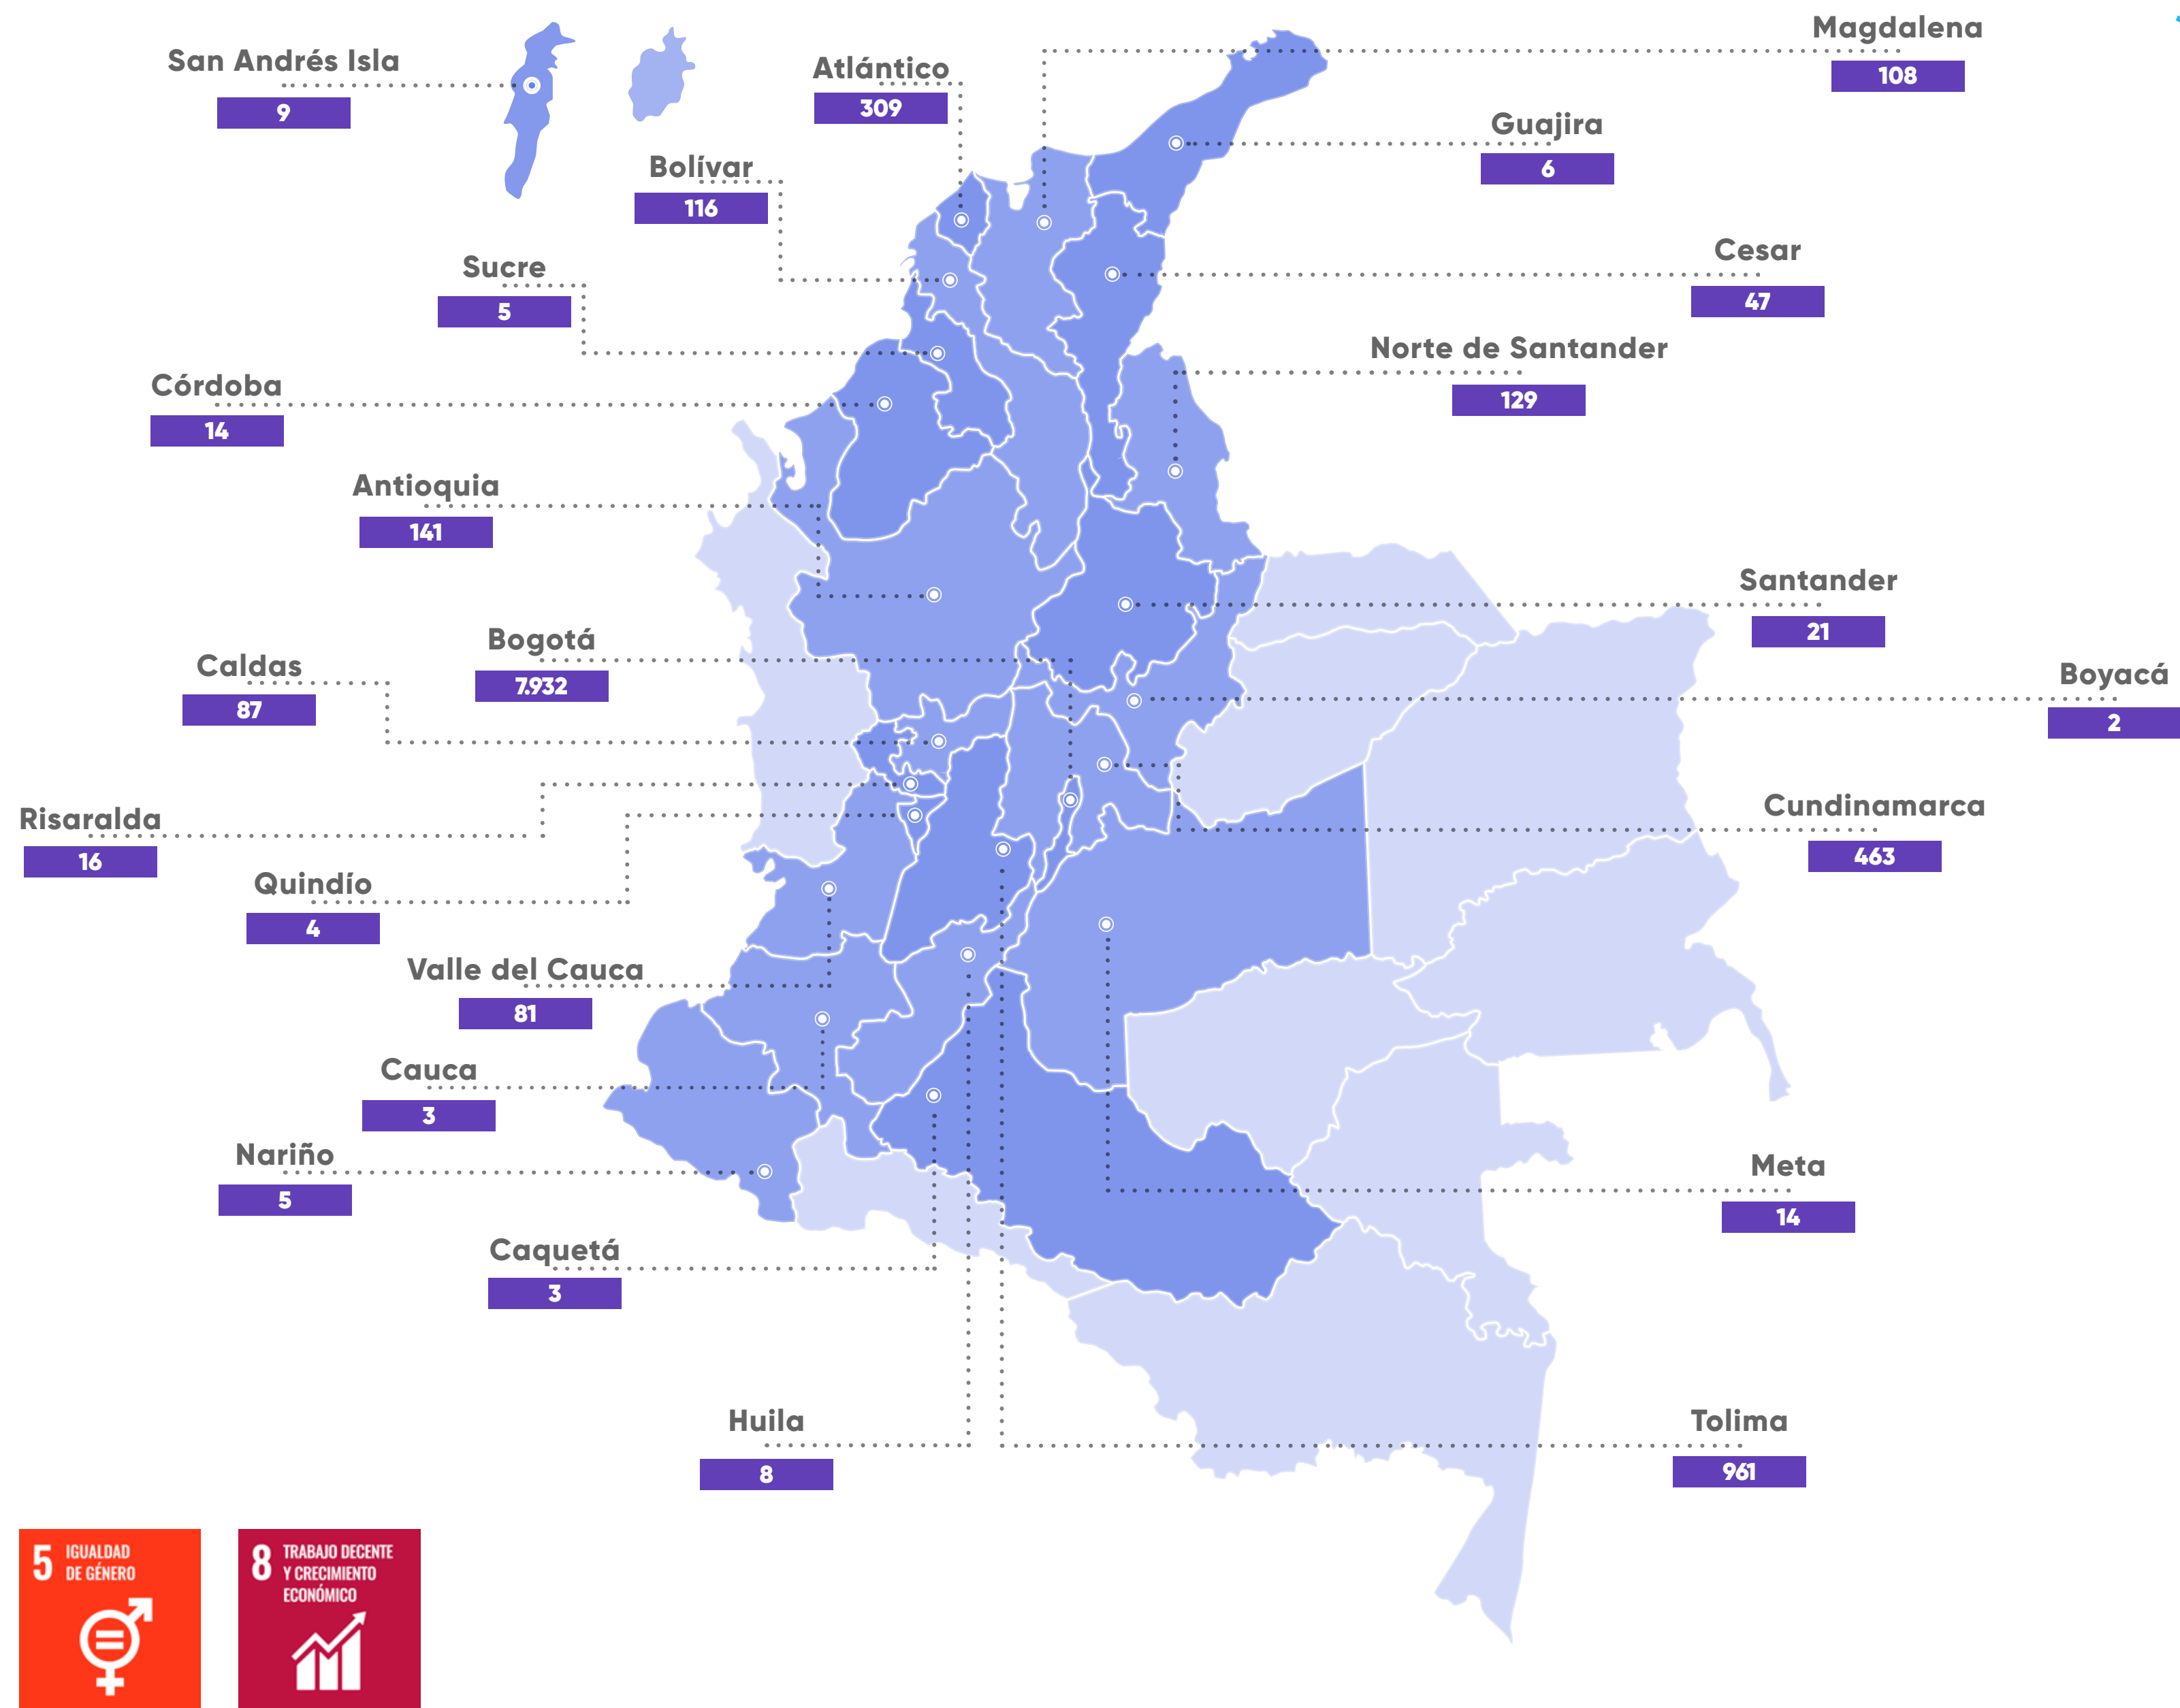 Magdalena
108
San Andrés Isla
9
Atlántico
309
Guajira
6
Bolívar
116
Cesar
47
Sucre
5
Norte de Santander
129
Córdoba
14
Antioquia
141
Santander
21
Bogotá
7.932
Caldas
87
Boyacá
2
Risaralda
16
Cundinamarca
463
Quindío
4
Valle del Cauca
81
Cauca
3
Nariño
5
Meta
14
Caquetá
3
Huila
8
Tolima
961
5 IGUALDAD
DE GÉNERO
8 TRABAJO DECENTE
Y CRECIMIENTO
ECONÓMICO